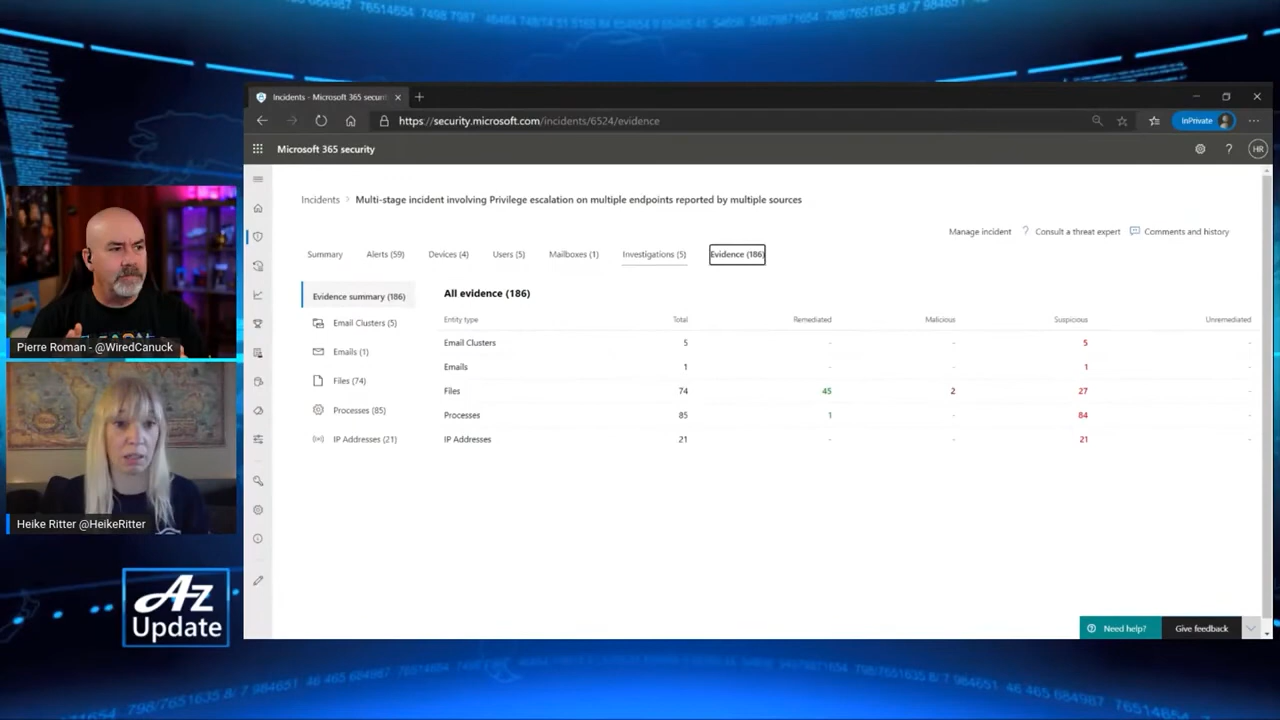 Incidents - Microsoft 365 securi
https://security.microsoft.com/incidents/6524/evidence
InPrivate
Microsoft 365 security
HR
Incidents > Multi-stage incident involving Privilege escalation on multiple endpoints reported by multiple sources
Manage incident
Consult a threat expert
Comments and history
Summary Alerts (59) Devices (4) Users (5) Mailboxes (1) Investigations (5) Evidence (186)
Evidence summary (186)
Email Clusters (5)
Emails (1)
Files (74)
Processes (85)
IP Addresses (21)
All evidence (186)
Entity type Total Remediated Malicious Suspicious Unremediated
Email Clusters 5 - - 5 -
Emails 1 - - 1 -
Files 74 45 2 27 -
Processes 85 1 - 84 -
IP Addresses 21 - - 21 -
Need help?
Give feedback
Pierre Roman - @WiredCanuck
Heike Ritter @HeikeRitter
Az
Update